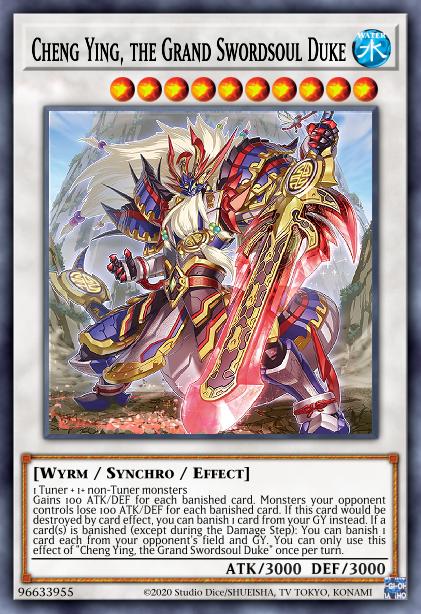 CHENG YING, THE GRAND SWORDSOUL DUKE
WATER
水
[WYRM / SYNCHRO / EFFECT]
1 Tuner + 1+ non-Tuner monsters
Gains 100 ATK/DEF for each banished card. Monsters your opponent
controls lose 100 ATK/DEF for each banished card. If this card would be
destroyed by card effect, you can banish 1 card from your GY instead. If a
card(s) is banished (except during the Damage Step): You can banish 1
card each from your opponent's field and GY. You can only use this
effect of "Cheng Ying, the Grand Swordsoul Duke" once per turn.
ATK/3000 DEF/3000
96633955
©2020 Studio Dice/SHUEISHA, TV TOKYO, KONAMI